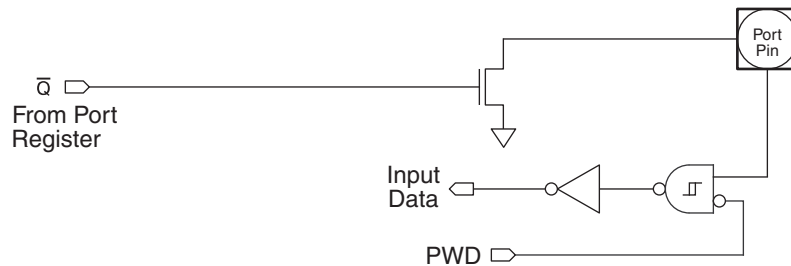 Port
Pin
Q̅
From Port
Register
Input
Data
PWD